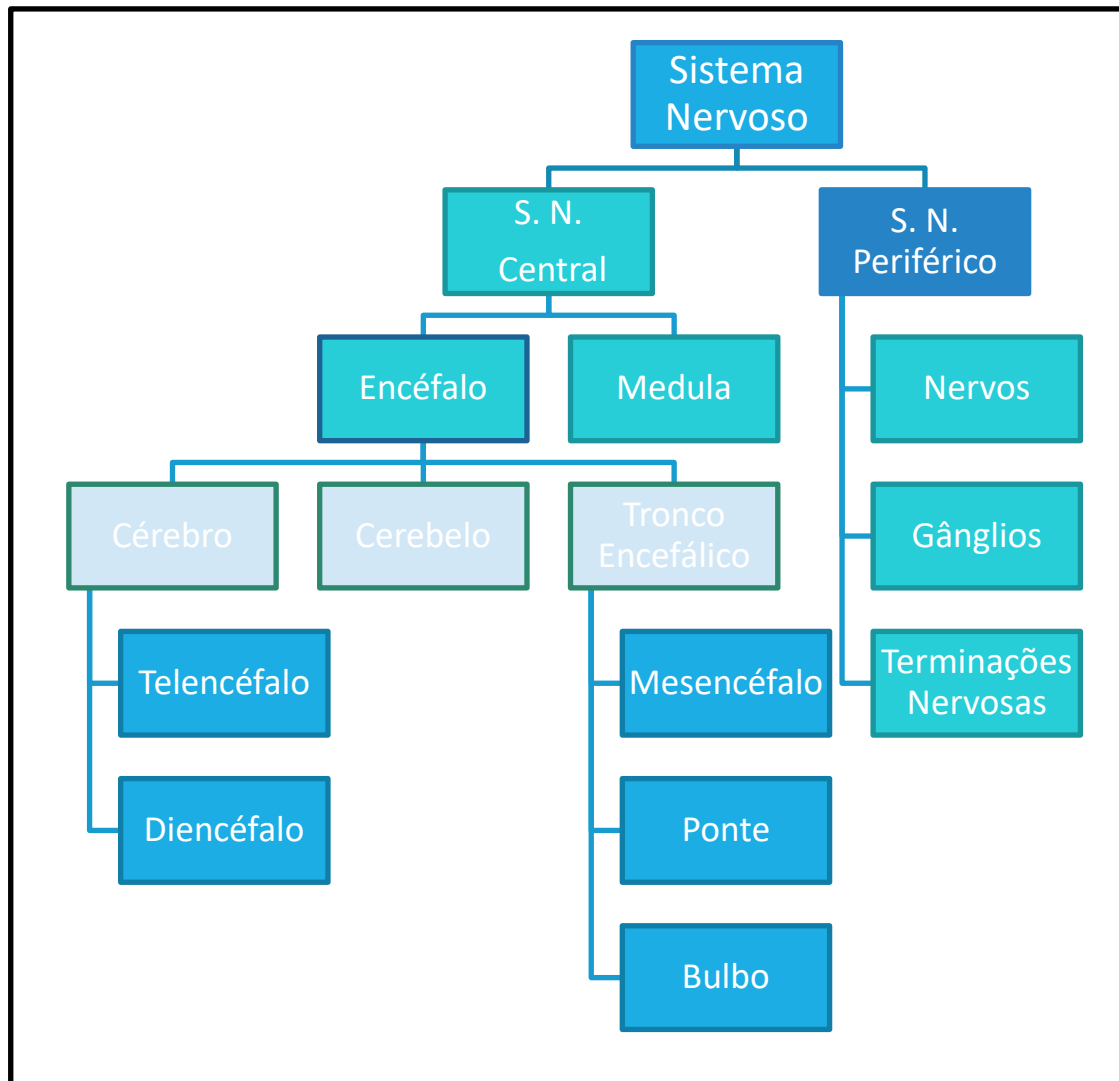 Sistema
Nervoso
S. N.
Central
S. N.
Periférico
Encéfalo
Medula
Nervos
Cérebro
Cerebelo
Tronco
Encefálico
Gânglios
Telencéfalo
Mesencéfalo
Terminações
Nervosas
Diencéfalo
Ponte
Bulbo